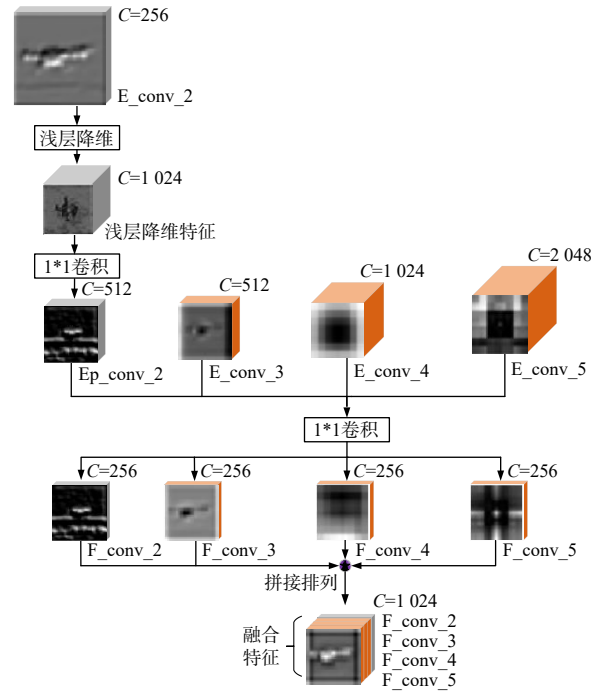 C=256
E_conv_2
浅层降维
C=1 024
浅层降维特征
1*1卷积
C=512
C=512
C=1 024
C=2 048
Ep_conv_2
E_conv_3
E_conv_4
E_conv_5
1*1卷积
C=256
C=256
C=256
C=256
F_conv_2
F_conv_3
F_conv_4
F_conv_5
拼接排列
C=1 024
融合
特征
F_conv_2
F_conv_3
F_conv_4
F_conv_5